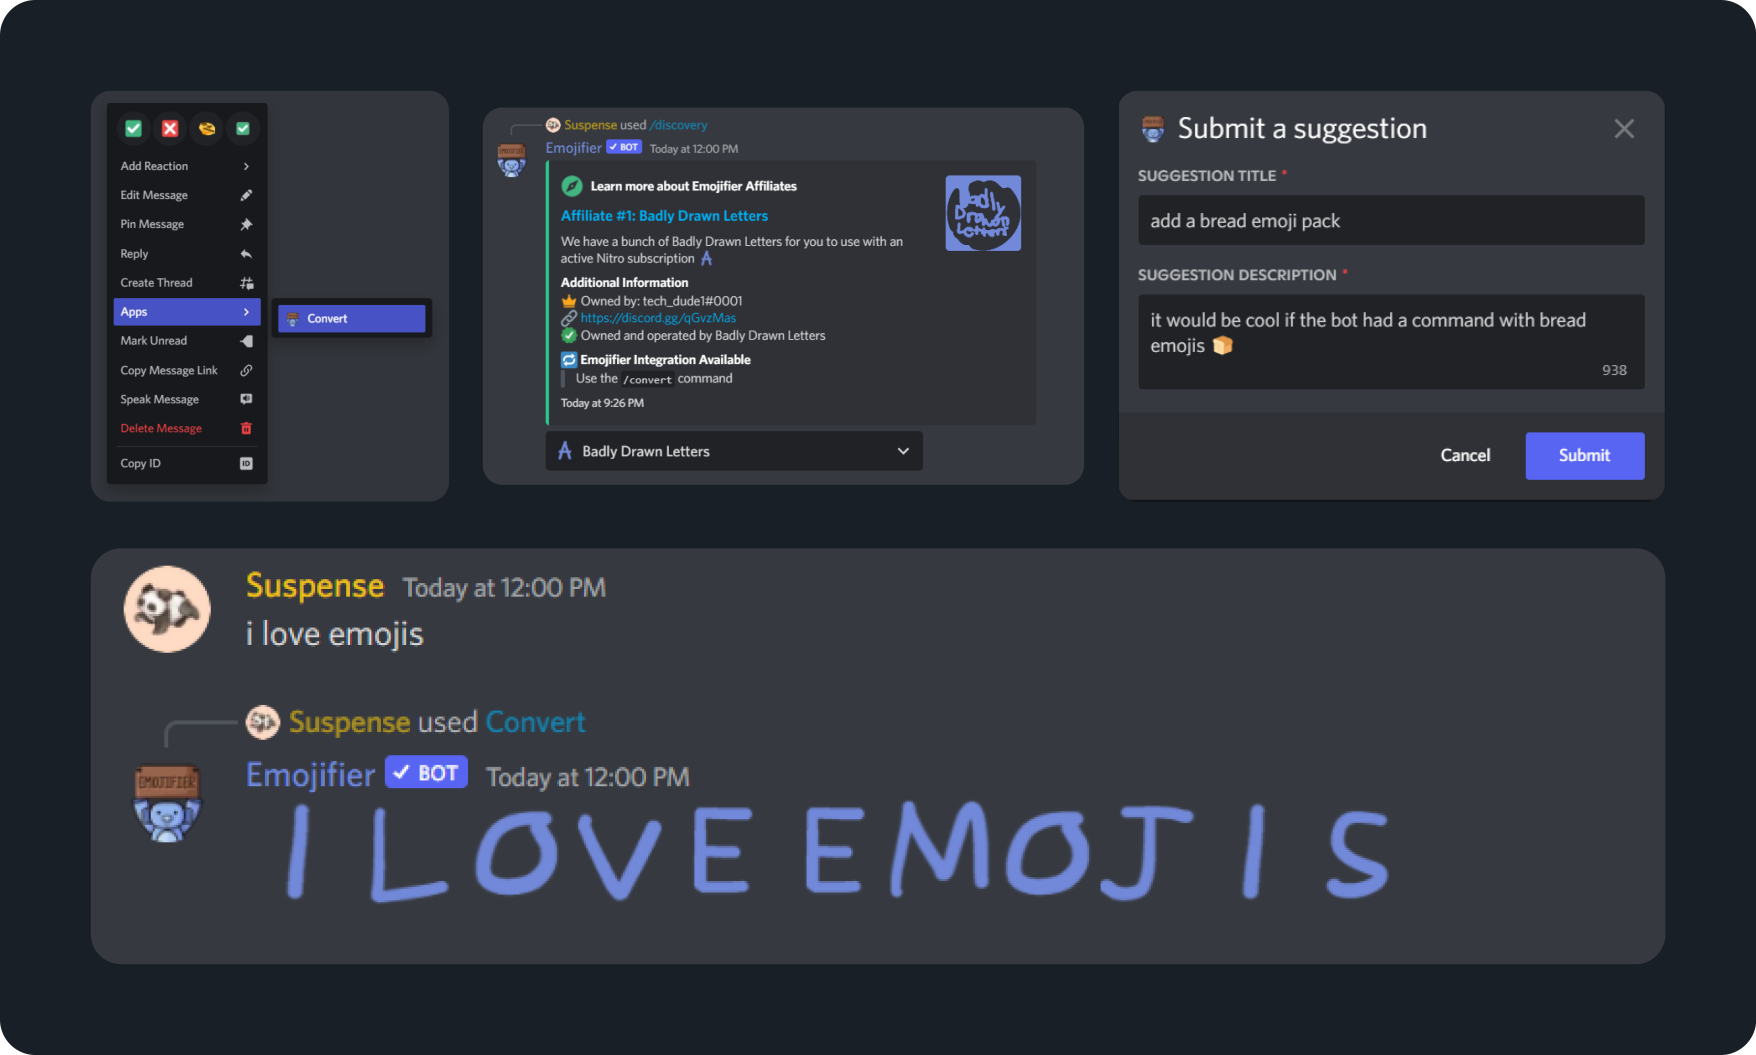 Add Reaction
Edit Message
Pin Message
Reply
Create Thread
Apps
Convert
Mark Unread
Copy Message Link
Speak Message
Delete Message
Copy ID
ID
Suspense used /discovery
EMOJIFIER
Emojifier BOT Today at 12:00 PM
Learn more about Emojifier Affiliates
Badly
Drawn
Letters
Affiliate #1: Badly Drawn Letters
We have a bunch of Badly Drawn Letters for you to use with an
active Nitro subscription A
Additional Information
Owned by: tech_dude1#0001
https://discord.gg/qGvzMas
Owned and operated by Badly Drawn Letters
Emojifier Integration Available
Use the /convert command
Today at 9:26 PM
A Badly Drawn Letters
Submit a suggestion
SUGGESTION TITLE *
add a bread emoji pack
SUGGESTION DESCRIPTION *
it would be cool if the bot had a command with bread
emojis 🍞
938
Cancel
Submit
Suspense Today at 12:00 PM
i love emojis
Suspense used Convert
EMOJIFIER
Emojifier BOT Today at 12:00 PM
I LOVE EMOJIS